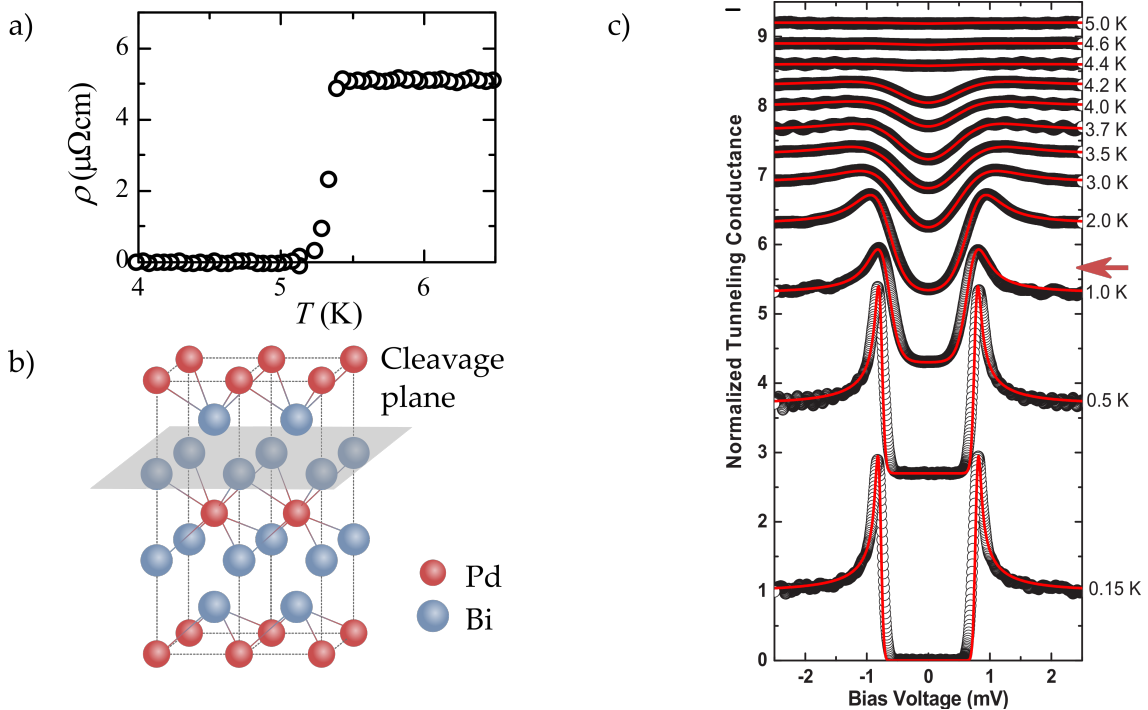 a)
6
4
2
0
ρ (μΩcm)
4
5
6
T (K)
b)
Cleavage
plane
Pd
Bi
c)
9
8
7
6
5
4
3
2
1
0
Normalized Tunneling Conductance
5.0 K
4.6 K
4.4 K
4.2 K
4.0 K
3.7 K
3.5 K
3.0 K
2.0 K
1.0 K
0.5 K
0.15 K
-2
-1
0
1
2
Bias Voltage (mV)